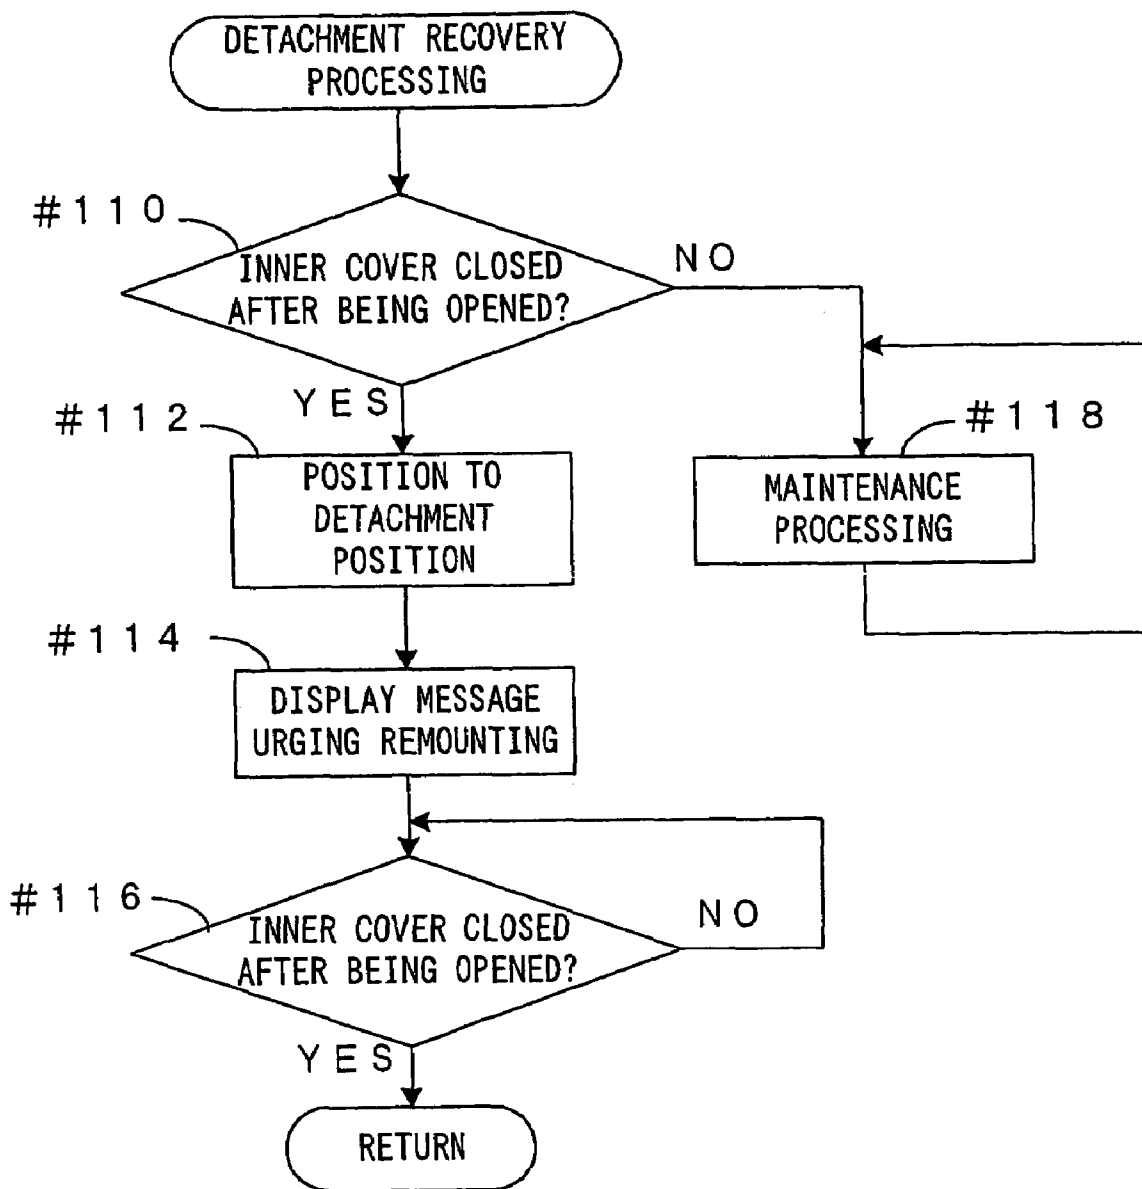 DETACHMENT RECOVERY
PROCESSING
#110
INNER COVER CLOSED
AFTER BEING OPENED?
NO
YES
#112
POSITION TO
DETACHMENT
POSITION
#118
MAINTENANCE
PROCESSING
#114
DISPLAY MESSAGE
URGING REMOUNTING
#116
INNER COVER CLOSED
AFTER BEING OPENED?
NO
YES
RETURN